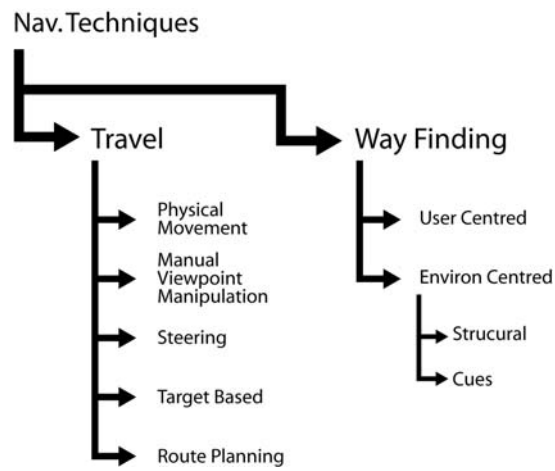 Nav. Techniques
Travel
Physical
Movement
Manual
Viewpoint
Manipulation
Steering
Target Based
Route Planning
Way Finding
User Centred
Environ Centred
Strucural
Cues